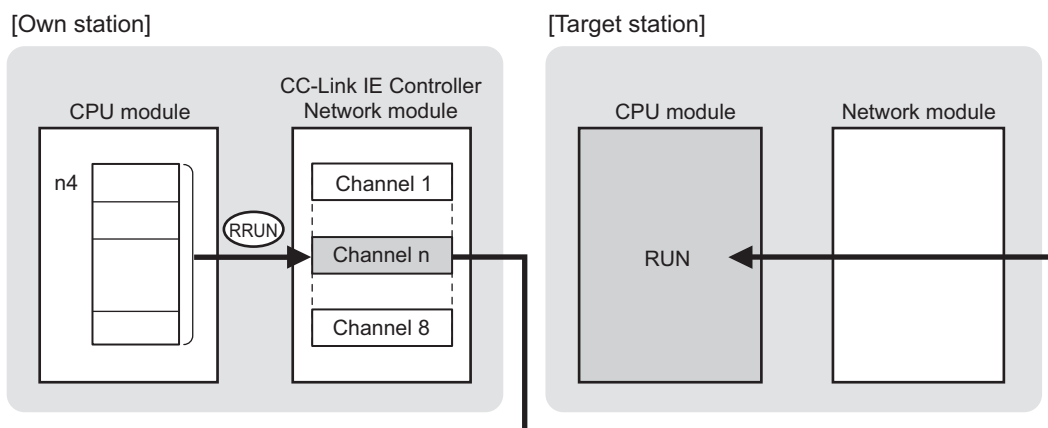 [Own station]
CPU module
n4
RRUN
CC-Link IE Controller
Network module
Channel 1
Channel n
Channel 8
[Target station]
CPU module
RUN
Network module